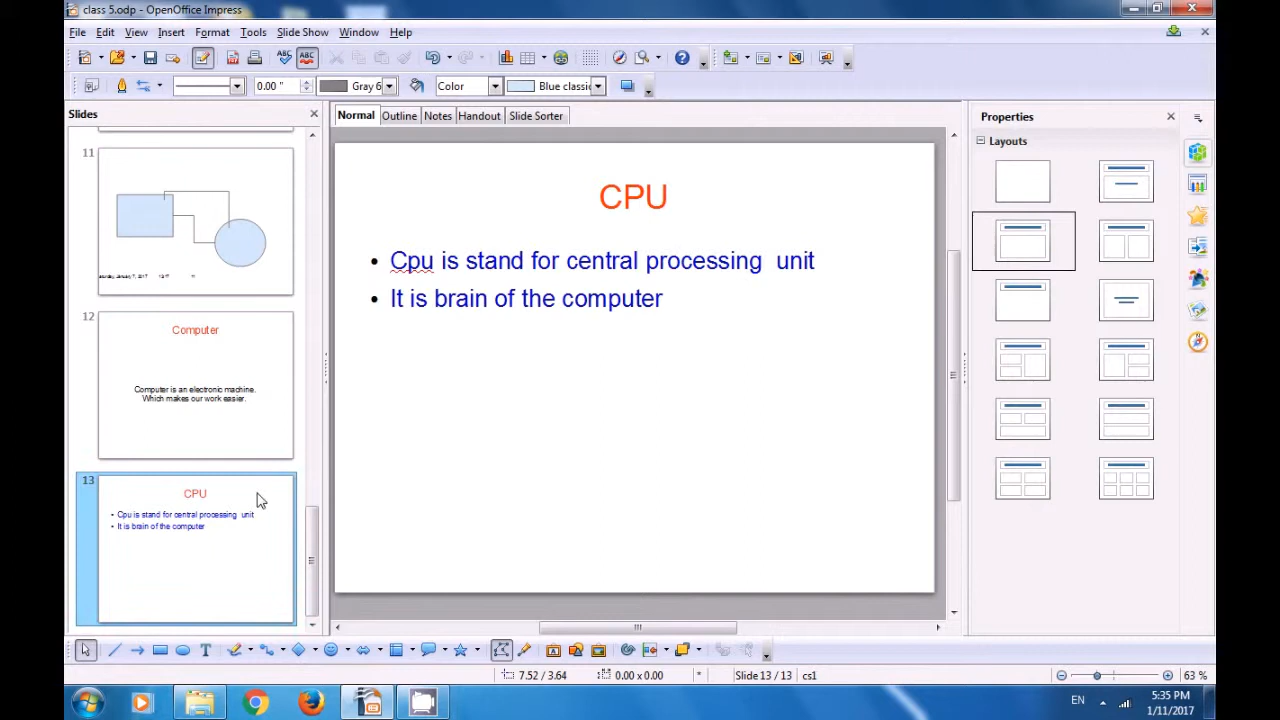 class 5.odp - OpenOffice Impress
File Edit View Insert Format Tools Slide Show Window Help
0.00 " Gray 6 Color Blue classic
Slides
Normal Outline Notes Handout Slide Sorter
Properties
Layouts
11
12
Computer
Computer is an electronic machine.
Which makes our work easier.
13
CPU
• Cpu is stand for central processing unit
• It is brain of the computer
CPU
• Cpu is stand for central processing unit
• It is brain of the computer
7.52 / 3.64 0.00 x 0.00 * Slide 13 / 13 cs1 63 %
EN
5:35 PM
1/11/2017